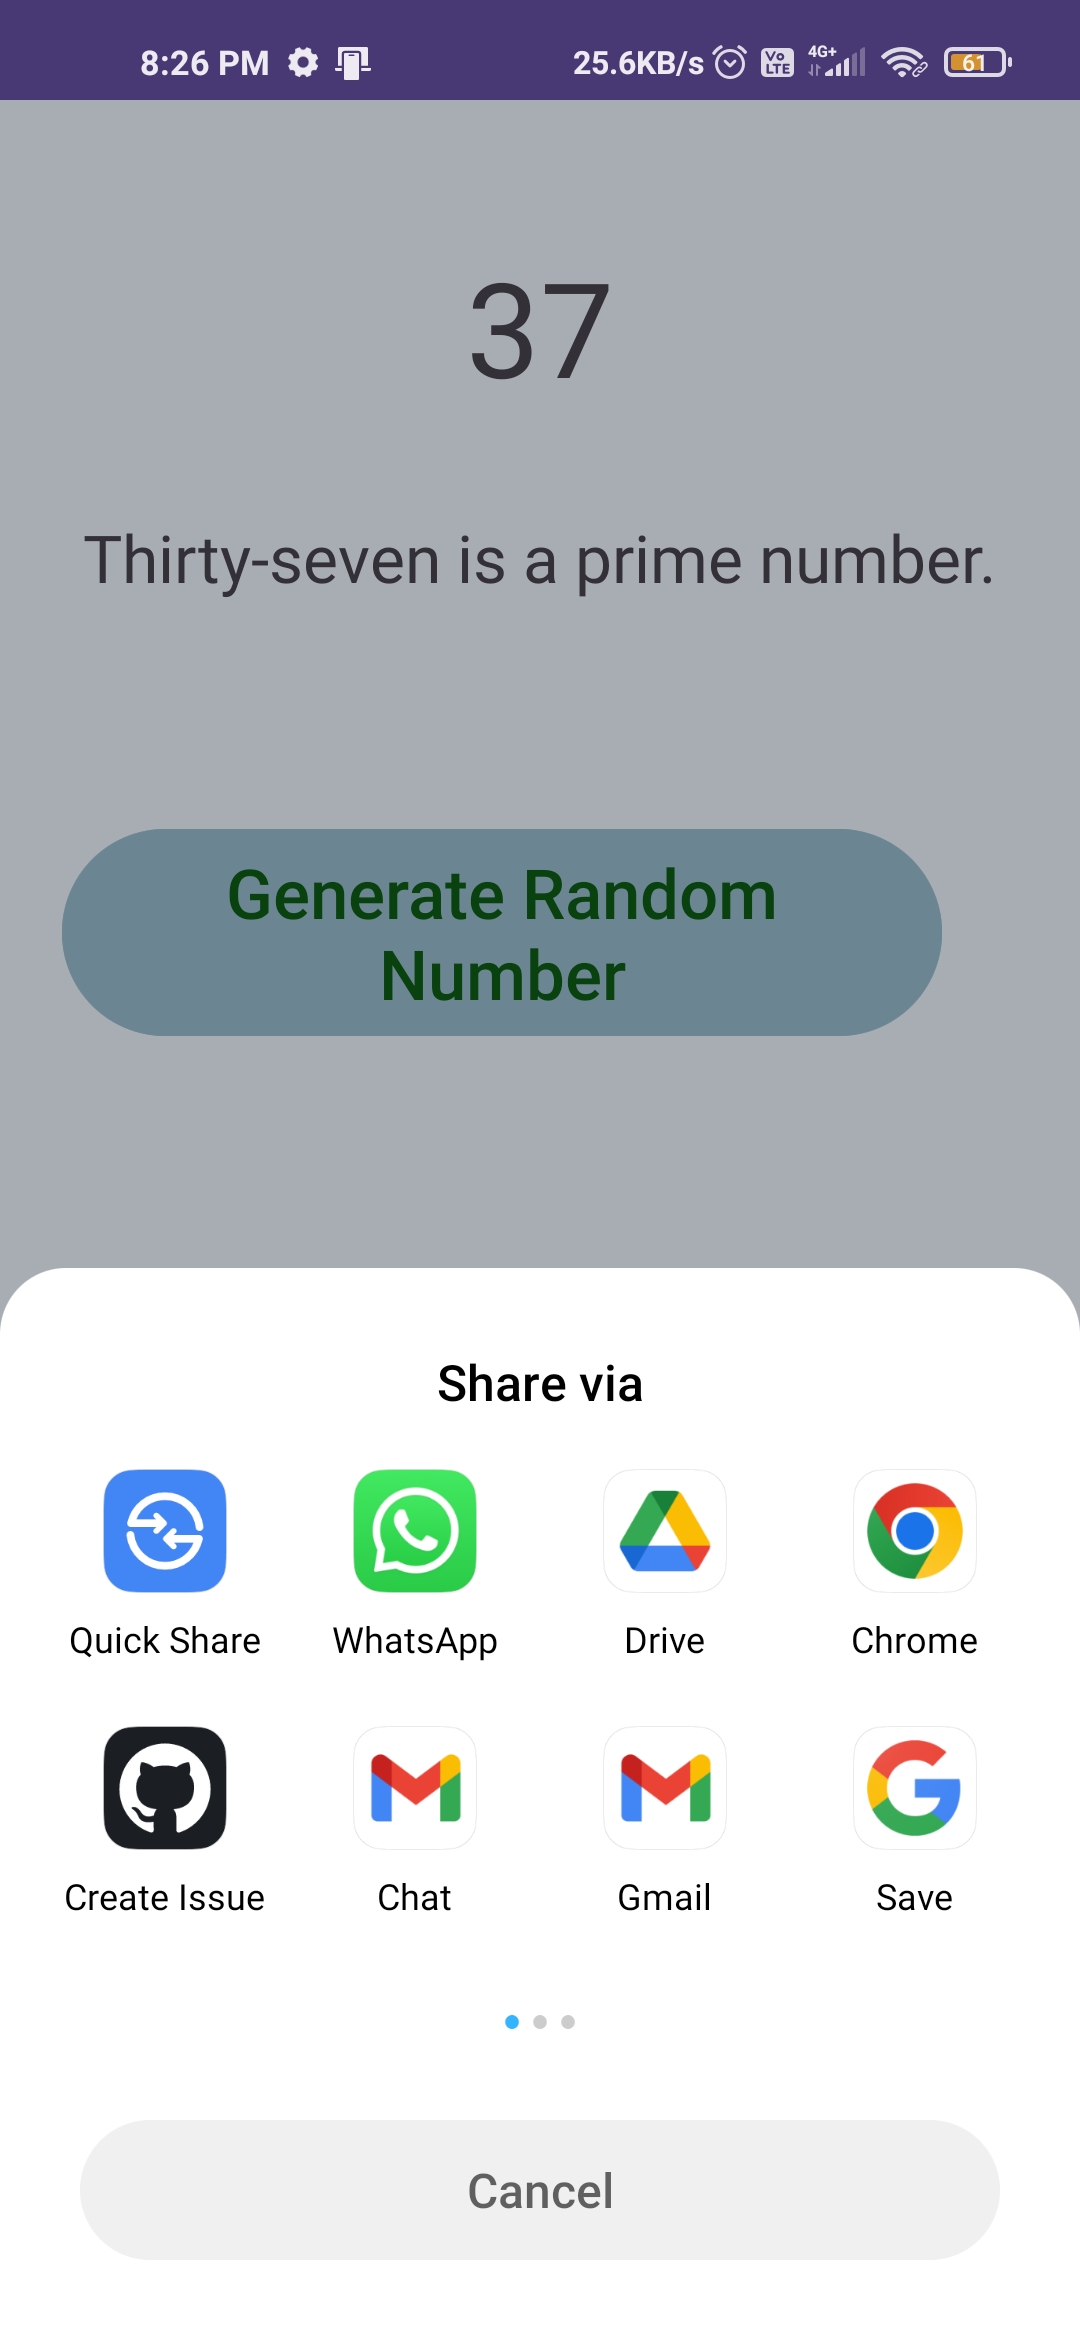 8:26 PM 25.6KB/s Vo LTE 4G+ 61
37
Thirty-seven is a prime number.
Generate Random
Number
Share via
Quick Share WhatsApp Drive Chrome
Create Issue Chat Gmail Save
Cancel